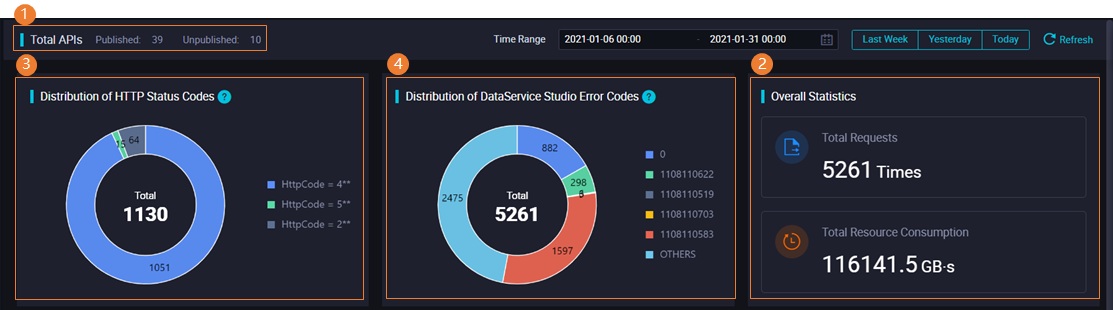 1
Total APIs Published: 39 Unpublished: 10
Time Range 2021-01-06 00:00 - 2021-01-31 00:00 Last Week Yesterday Today Refresh
3
Distribution of HTTP Status Codes ?
64
15
Total
1130
1051
HttpCode = 4**
HttpCode = 5**
HttpCode = 2**
4
Distribution of DataService Studio Error Codes ?
882
298
2475
Total
5261
1597
0
1108110622
1108110519
1108110703
1108110583
OTHERS
2
Overall Statistics
Total Requests
5261 Times
Total Resource Consumption
116141.5 GB·s